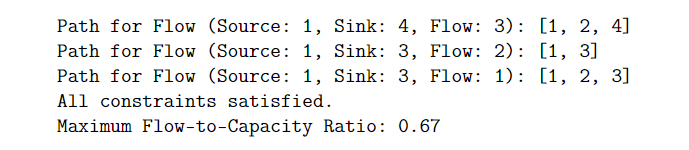 Path for Flow (Source: 1, Sink: 4, Flow: 3): [1, 2, 4]
Path for Flow (Source: 1, Sink: 3, Flow: 2): [1, 3]
Path for Flow (Source: 1, Sink: 3, Flow: 1): [1, 2, 3]
All constraints satisfied.
Maximum Flow-to-Capacity Ratio: 0.67